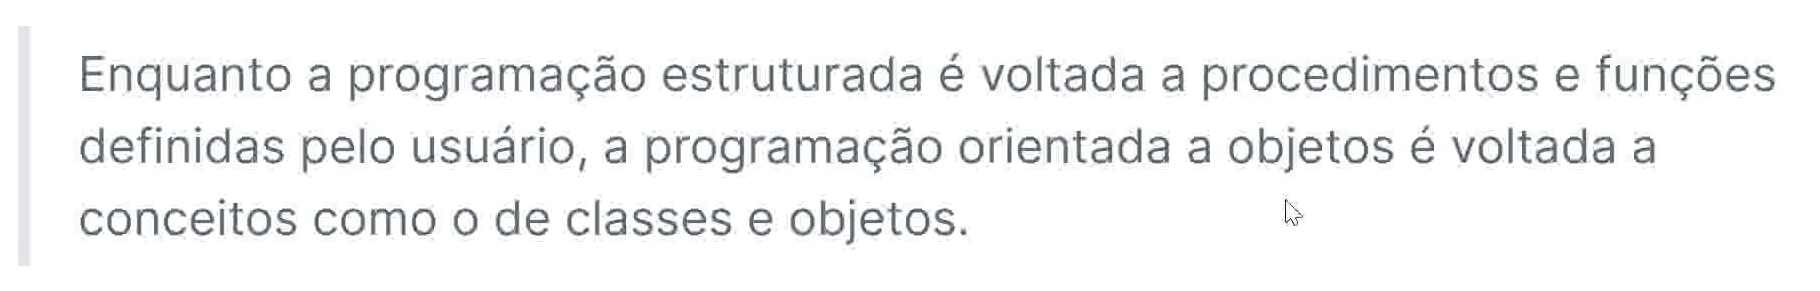 Enquanto a programação estruturada é voltada a procedimentos e funções
definidas pelo usuário, a programação orientada a objetos é voltada a
conceitos como o de classes e objetos.